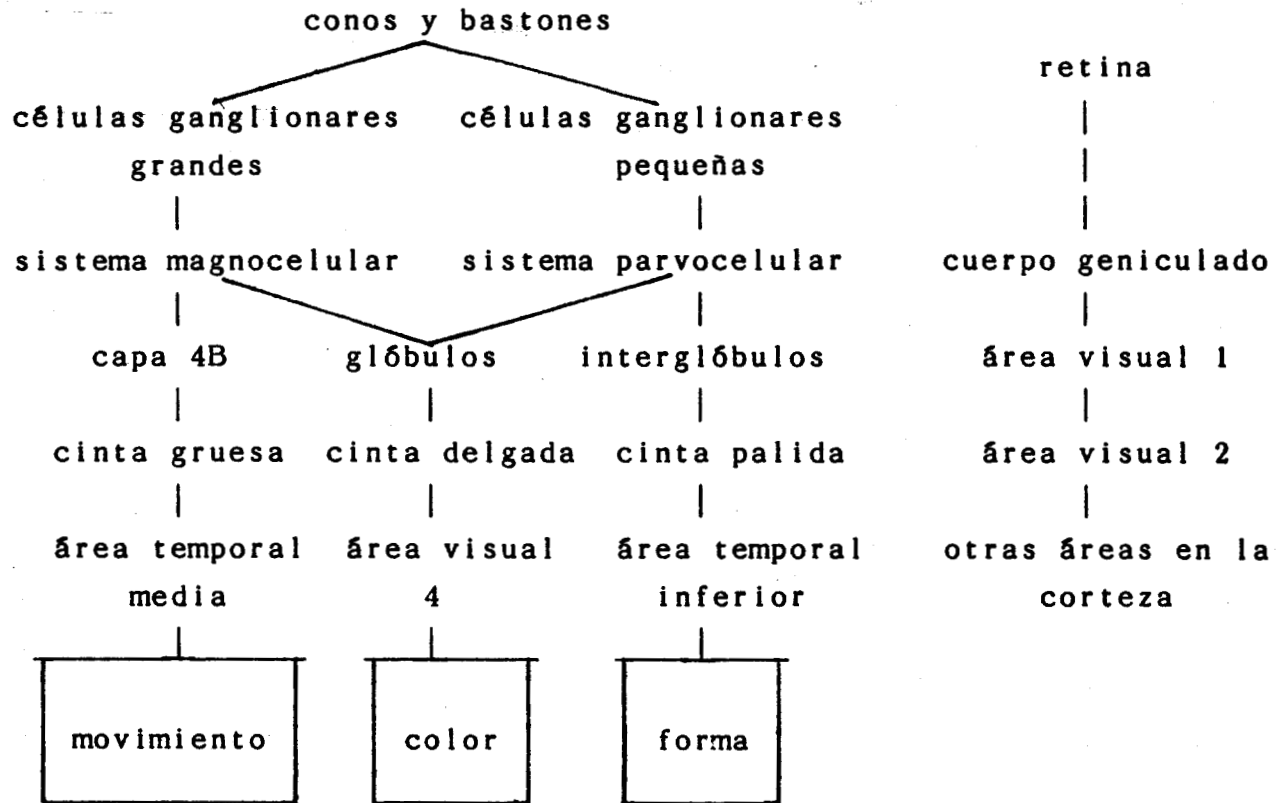 conos y bastones
retina
células ganglionares células ganglionares
grandes pequeñas
sistema magnocelular sistema parvocelular cuerpo geniculado
capa 4B glóbulos interglóbulos área visual 1
cinta gruesa cinta delgada cinta palida área visual 2
área temporal área visual área temporal otras áreas en la
media 4 inferior corteza
movimiento color forma